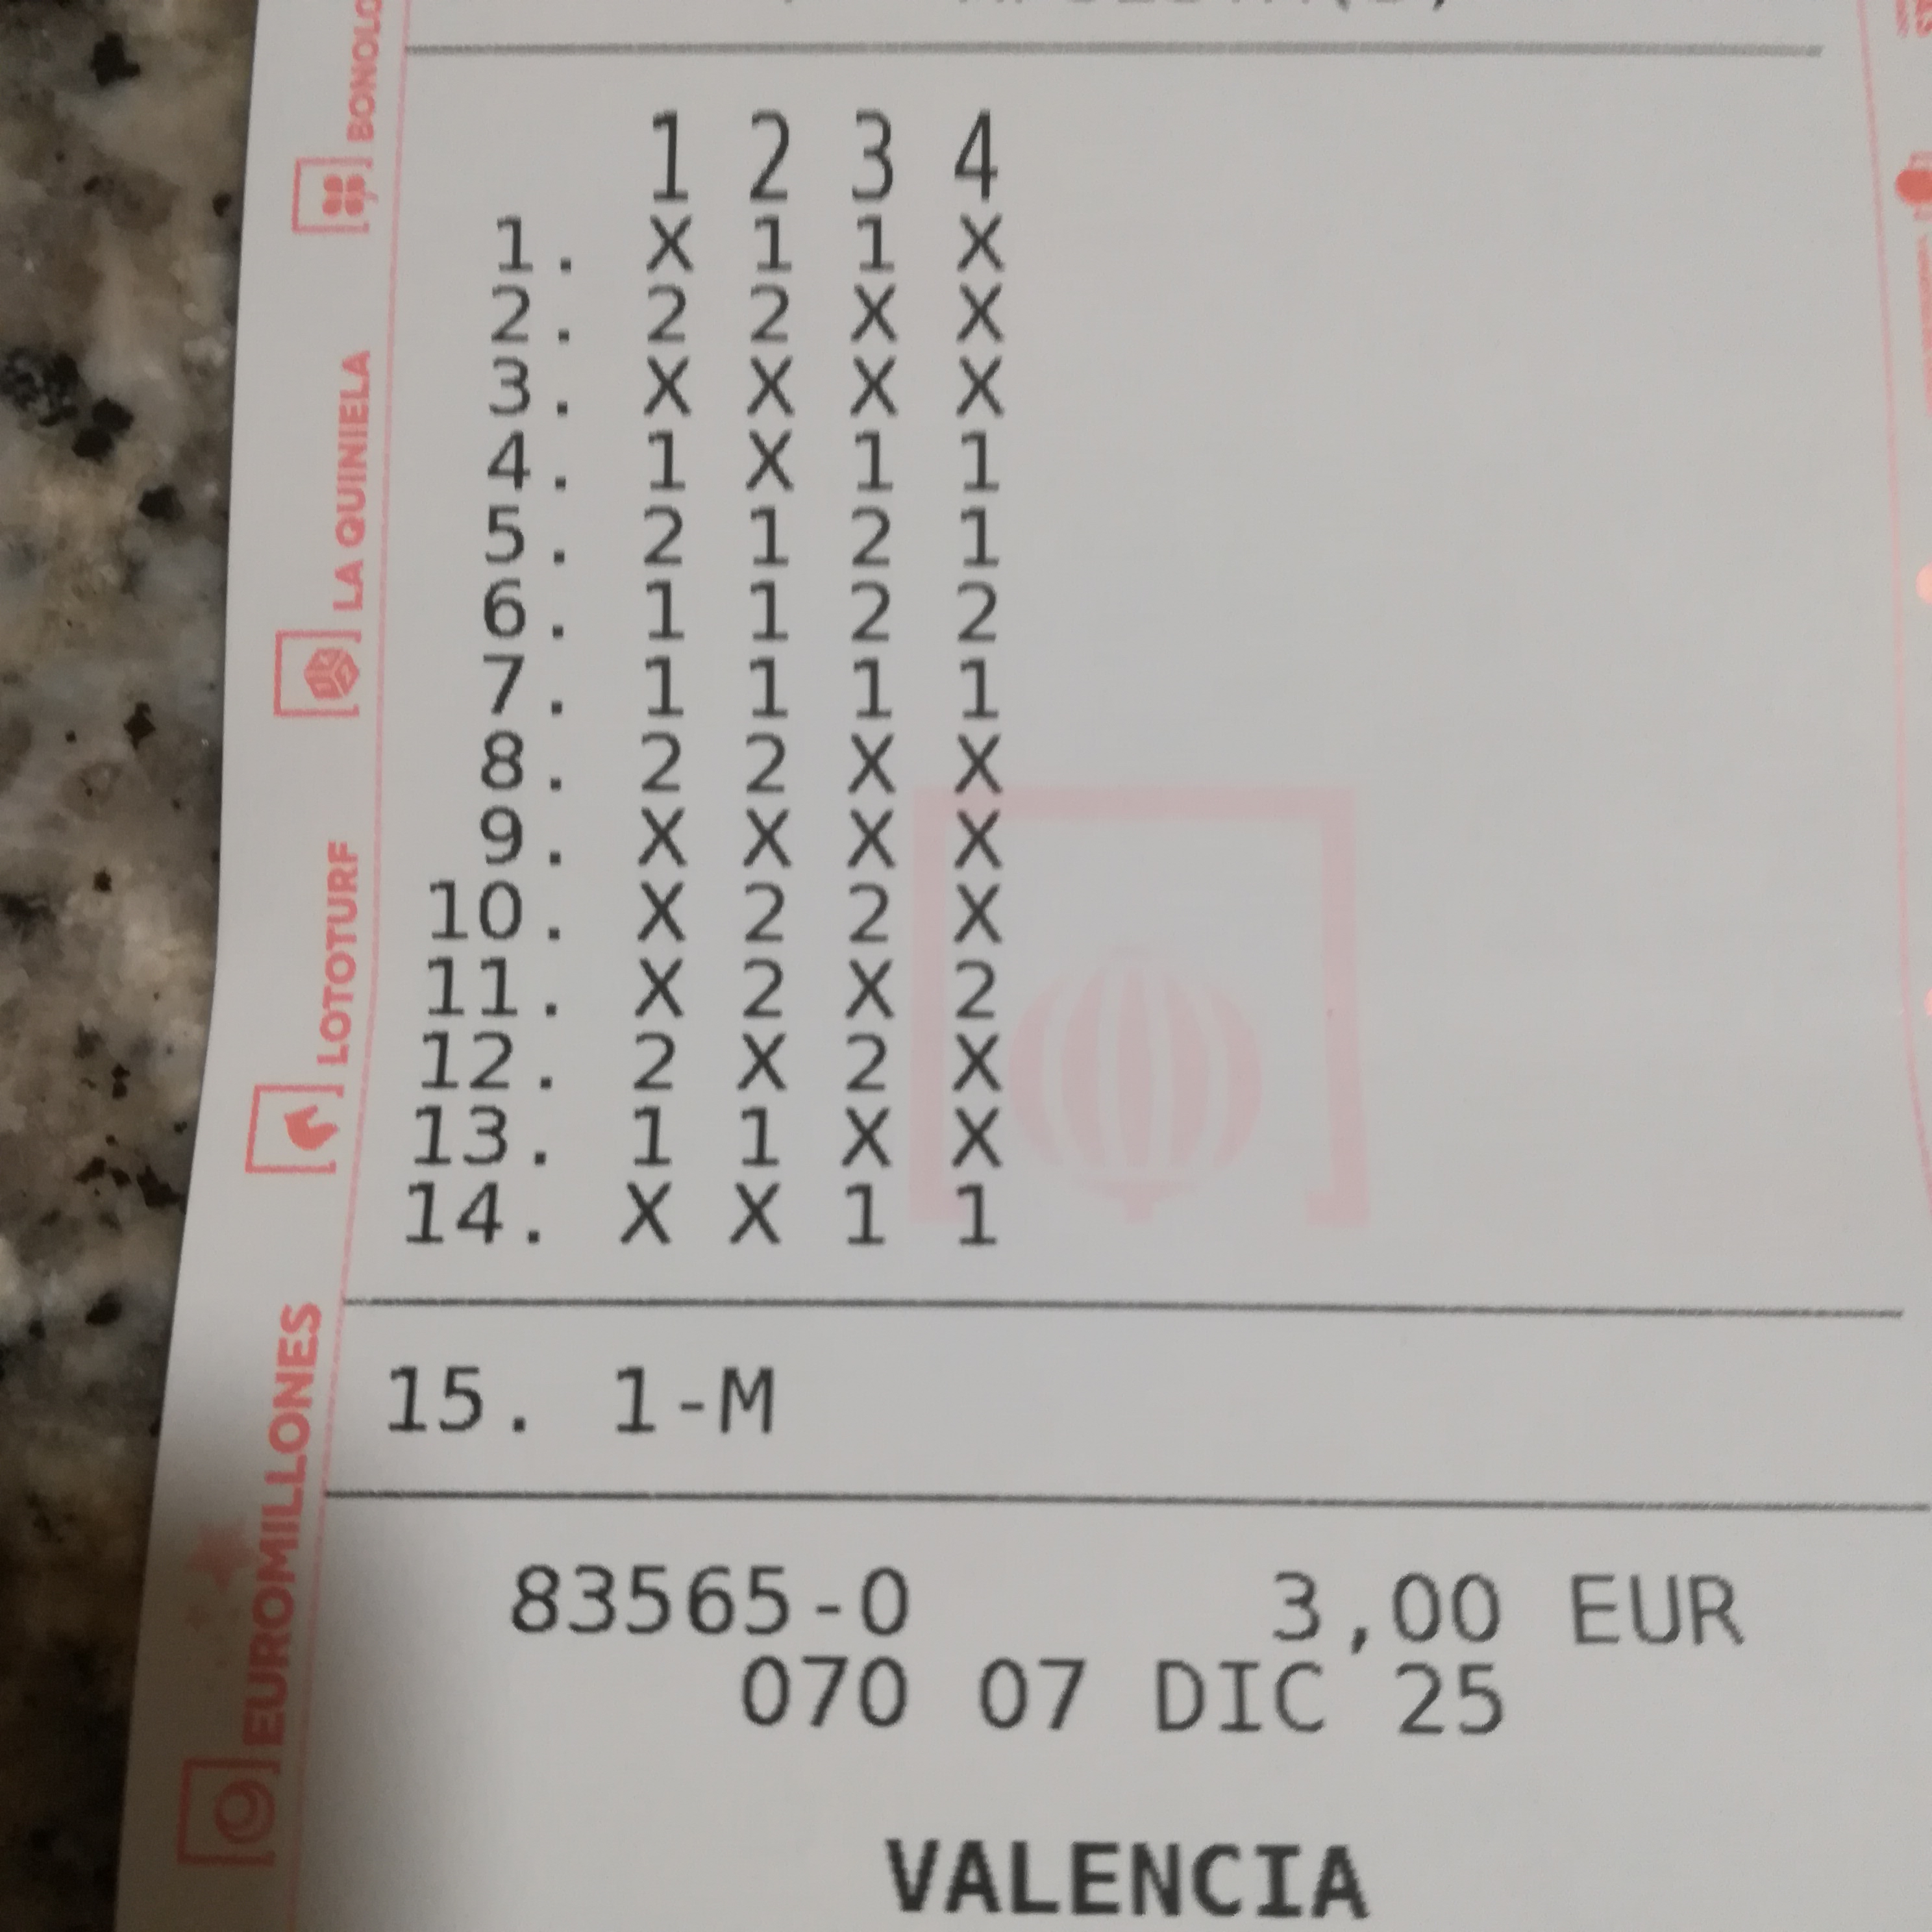 1 2 3 4
1. X 1 1 X
2. 2 2 X X
3. X X X X
4. 1 X 1 1
5. 2 1 2 1
6. 1 1 2 2
7. 1 1 1 1
8. 2 2 X X
9. X X X X
10. X 2 2 X
11. X 2 X 2
12. 2 X 2 X
13. 1 1 X X
14. X X 1 1
15. 1-M
83565-0 3,00 EUR
070 07 DIC 25
VALENCIA
EUROMILLONES
LOTOTURF
LA QUINIELA